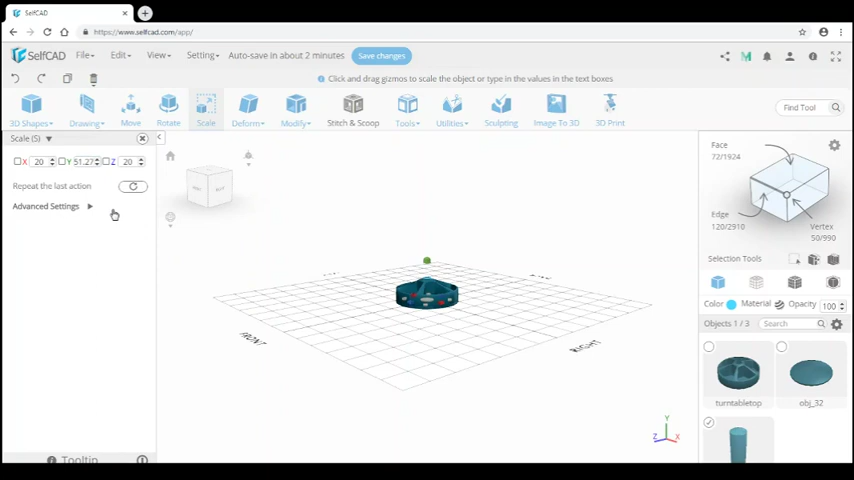 SelfCAD
https://www.selfcad.com/app/
SelfCAD File Edit View Setting Auto-save in about 2 minutes Save changes
Click and drag gizmos to scale the object or type in the values in the text boxes.
3D Shapes Drawing Move Rotate Scale Deform Modify Stitch & Scoop Tools Utilities Sculpting Image To 3D 3D Print Find Tool
Scale (S)
X 20 Y 51.27 Z 20
Repeat the last action
Advanced Settings
Face
72/1924
Edge
120/2910
Vertex
50/990
Selection Tools
Color Material Opacity 100
Objects 1 / 3 Search
turntabletop obj_32
FRONT RIGHT
Y
Z X
Tooltip